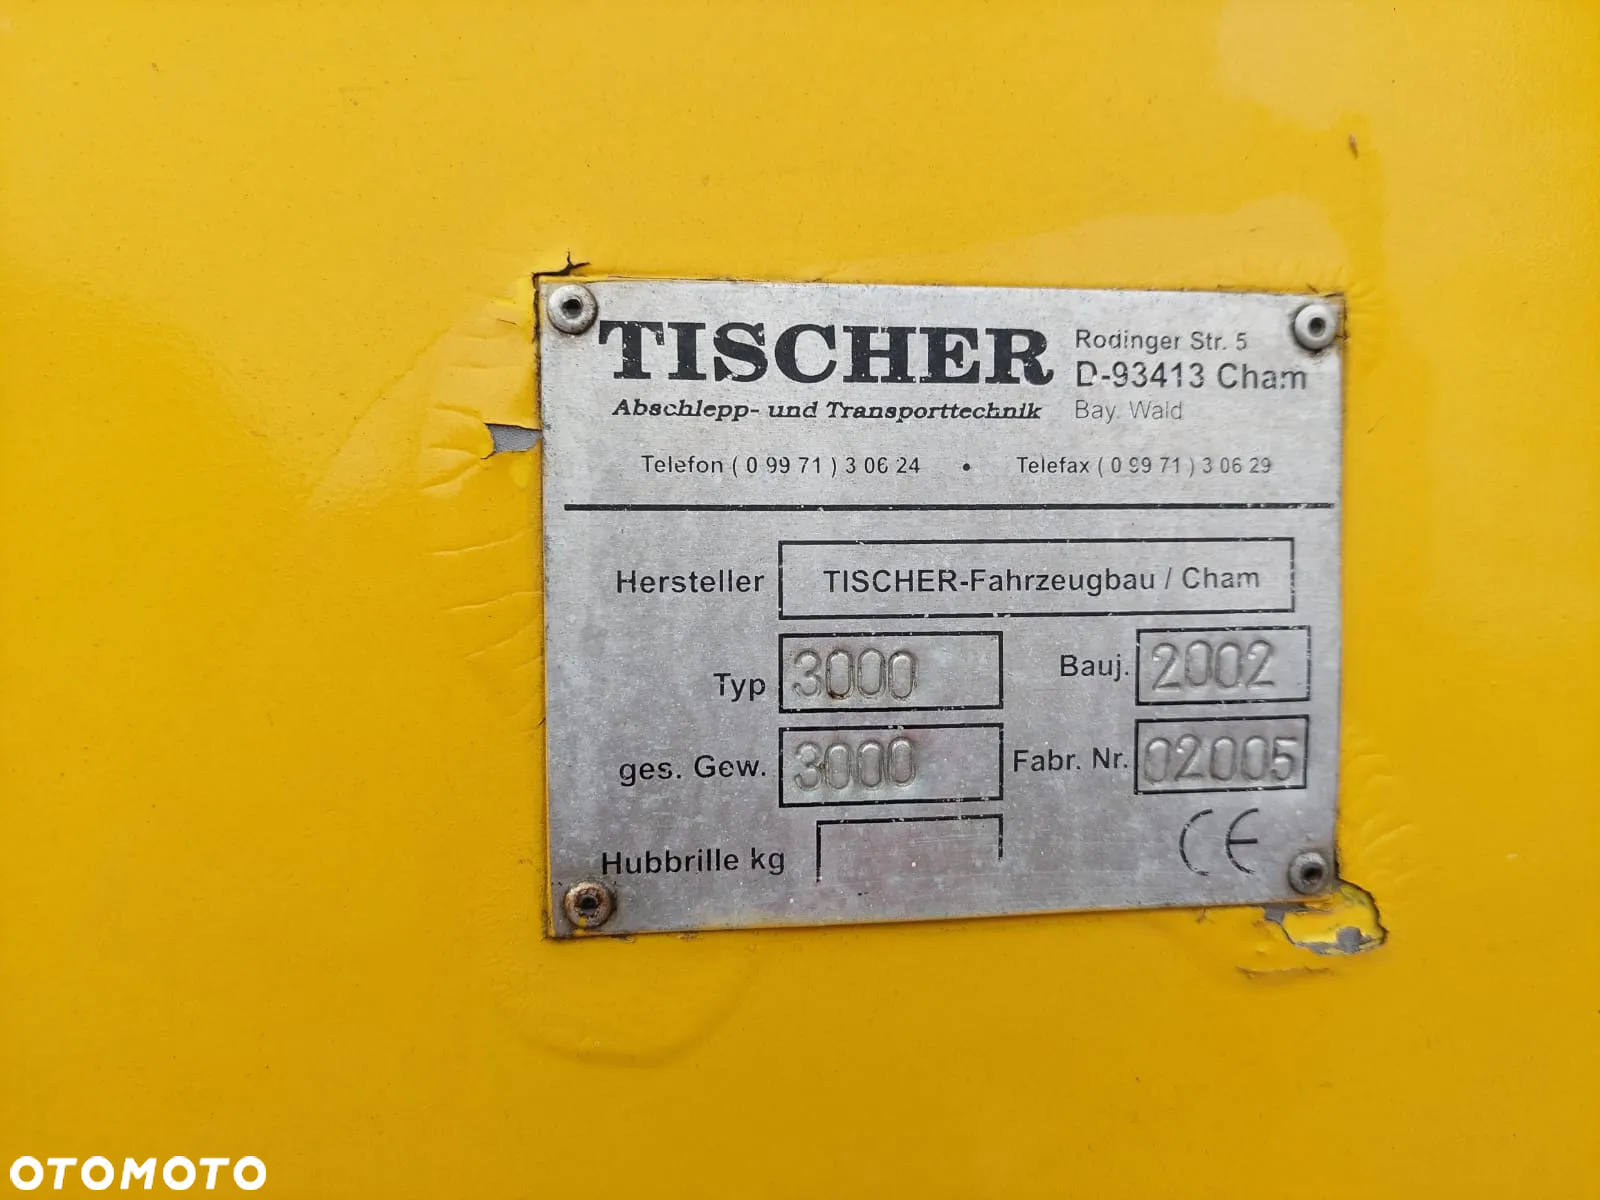 TISCHER
Abschlepp- und Transporttechnik
Rodinger Str. 5
D-93413 Cham
Bay. Wald
Telefon ( 0 99 71 ) 3 06 24 • Telefax ( 0 99 71 ) 3 06 29
Hersteller TISCHER-Fahrzeugbau / Cham
Typ 3000 Bauj. 2002
ges. Gew. 3000 Fabr. Nr. 02005
Hubbrille kg
CE
OTOMOTO